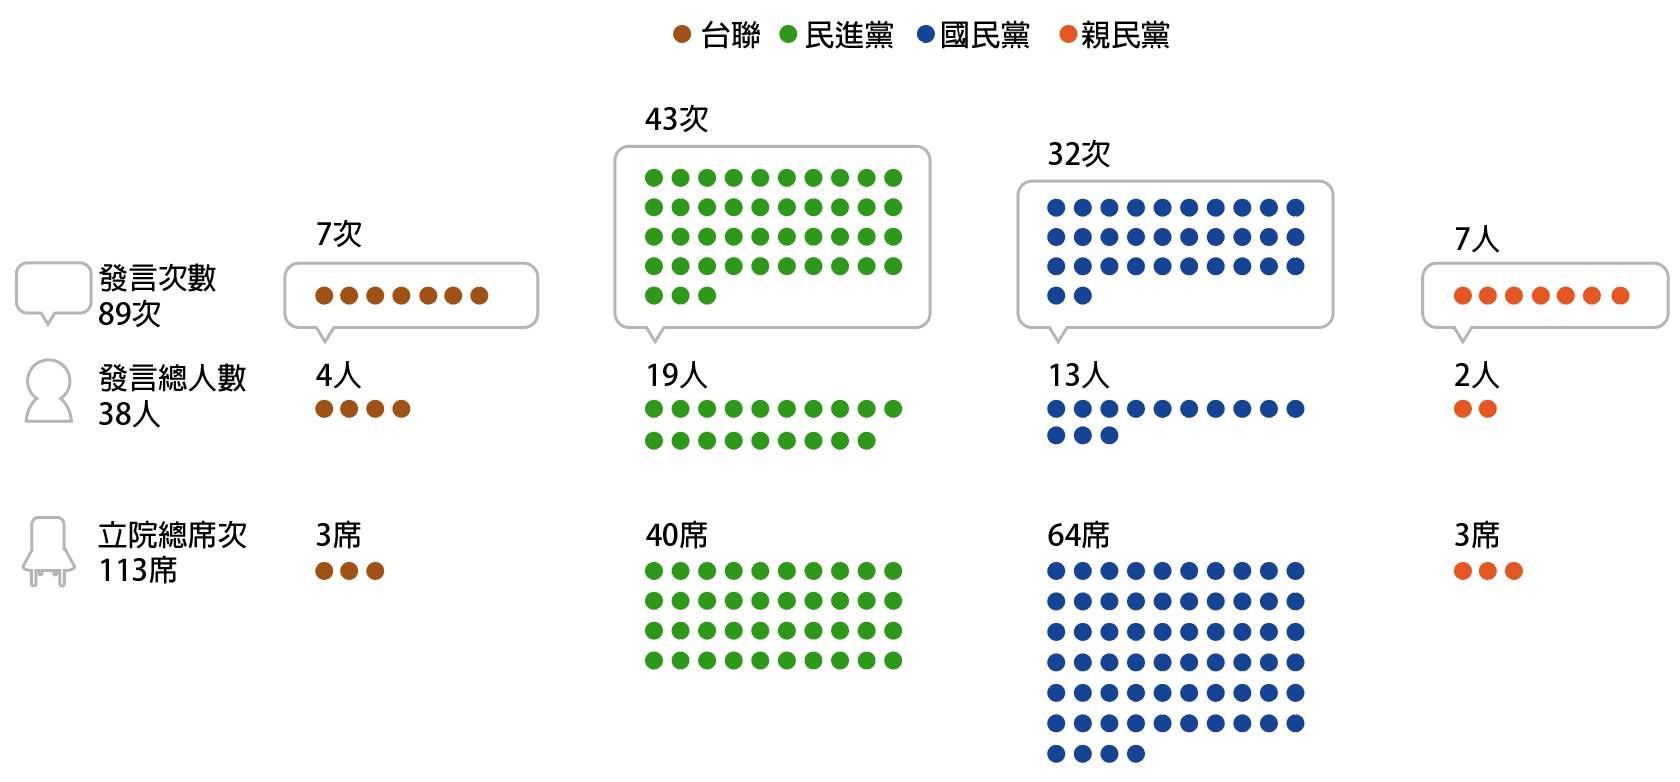 台聯 民進黨 國民黨 親民黨
43次
32次
7次
7人
發言次數
89次
4人
19人
13人
2人
發言總人數
38人
3席
40席
64席
3席
立院總席次
113席